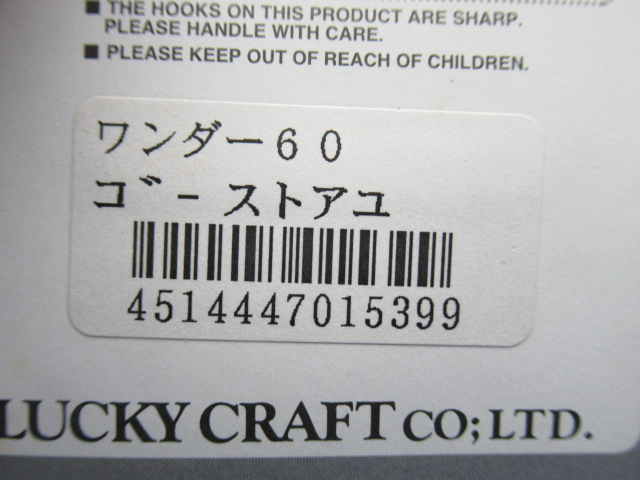 ■ THE HOOKS ON THIS PRODUCT ARE SHARP.
PLEASE HANDLE WITH CARE.
■ PLEASE KEEP OUT OF REACH OF CHILDREN.
ワンダー６０
ゴーストアユ
4514447015399
LUCKY CRAFT CO;LTD.